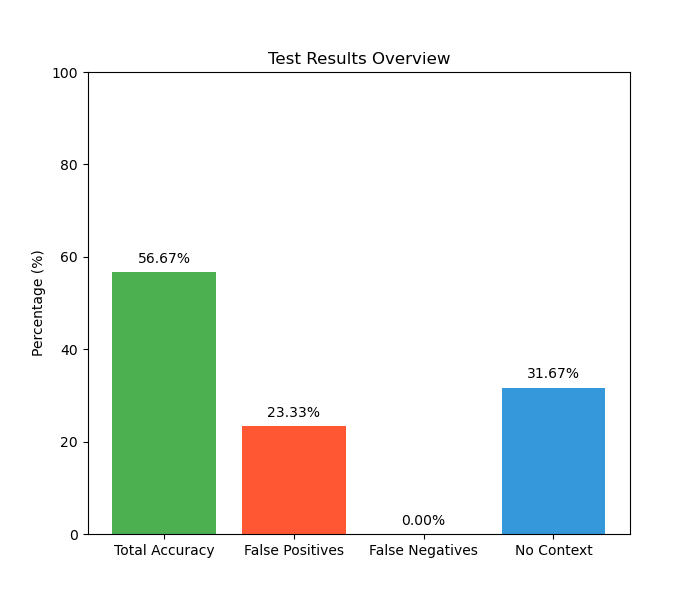 Test Results Overview
Percentage (%)
100
80
60
40
20
0
56.67%
23.33%
0.00%
31.67%
Total Accuracy
False Positives
False Negatives
No Context